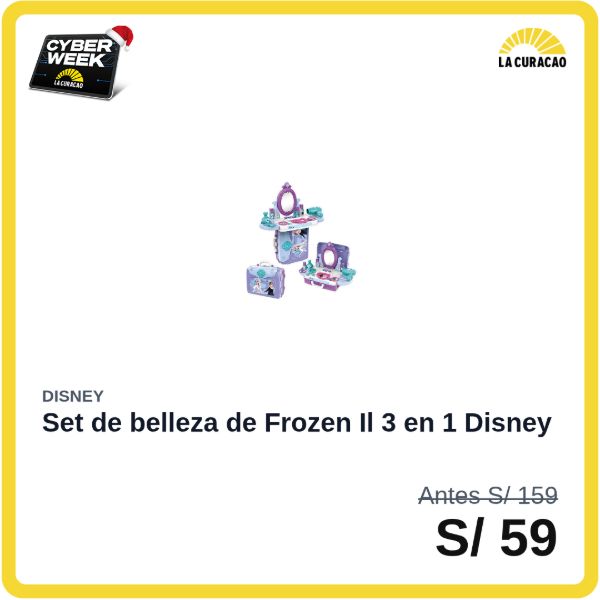 CYBER
WEEK
LA CURACAO
LA CURACAO
DISNEY
Set de belleza de Frozen Il 3 en 1 Disney
Antes S/ 159
S/ 59